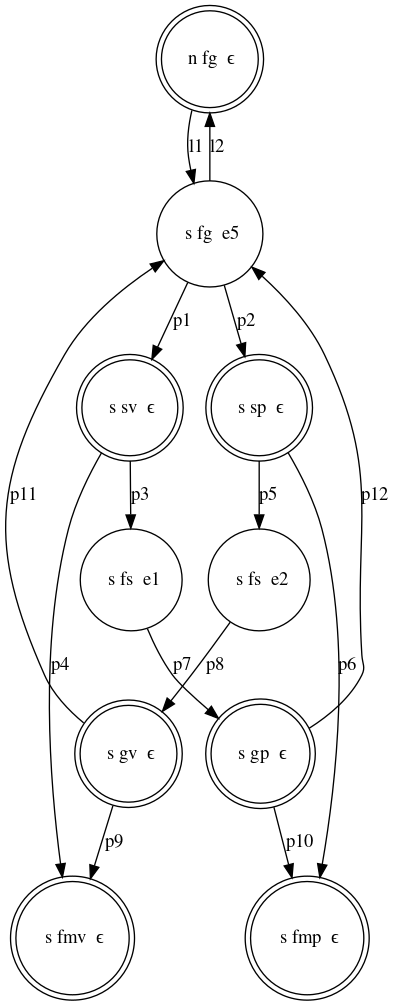 n fg ϵ
l1
l2
s fg e5
p1
p2
s sv ϵ
s sp ϵ
p11
p3
p5
p12
s fs e1
s fs e2
p4
p7
p8
p6
s gv ϵ
s gp ϵ
p9
p10
s fmv ϵ
s fmp ϵ